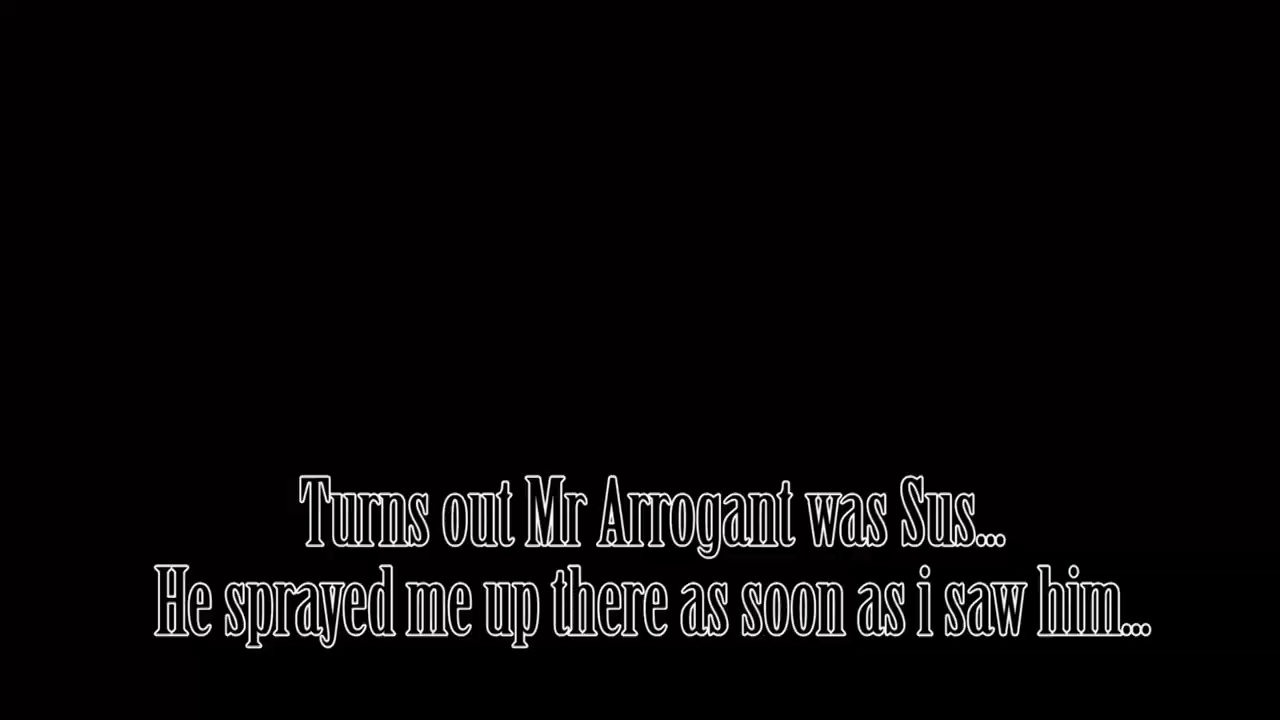 Turns out Mr Arrogant was Sus...
He sprayed me up there as soon as i saw him...